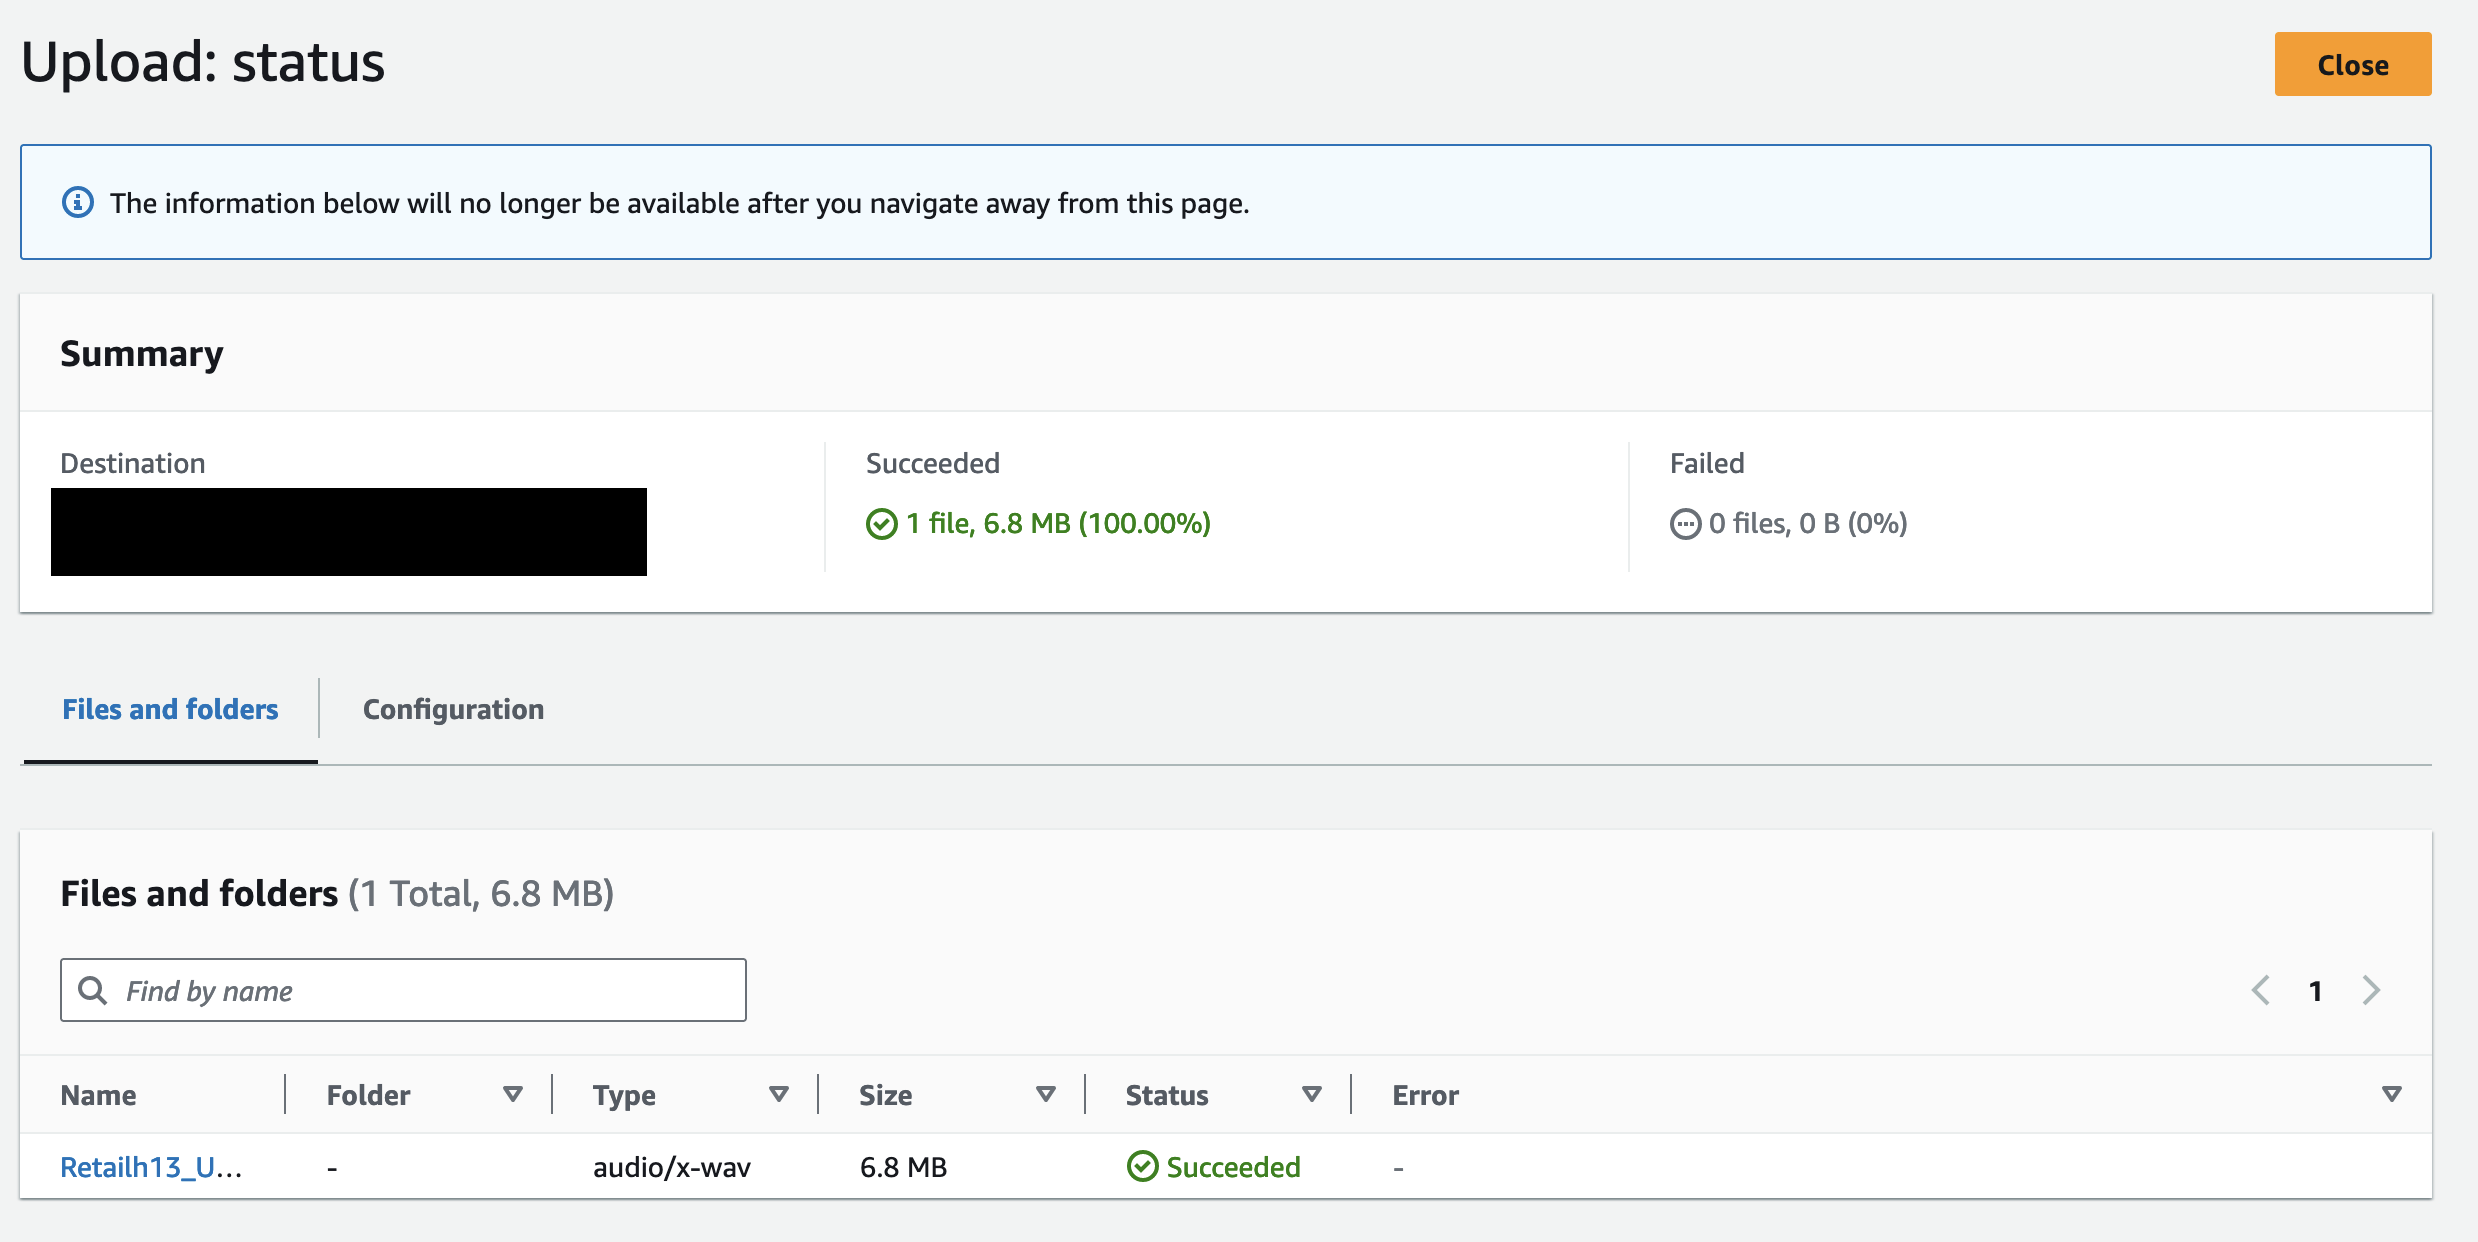 Upload: status
Close
The information below will no longer be available after you navigate away from this page.
Summary
Destination
Succeeded
Failed
1 file, 6.8 MB (100.00%)
0 files, 0 B (0%)
Files and folders
Configuration
Files and folders (1 Total, 6.8 MB)
Find by name
1
Name Folder Type Size Status Error
Retailh13_U... - audio/x-wav 6.8 MB Succeeded -